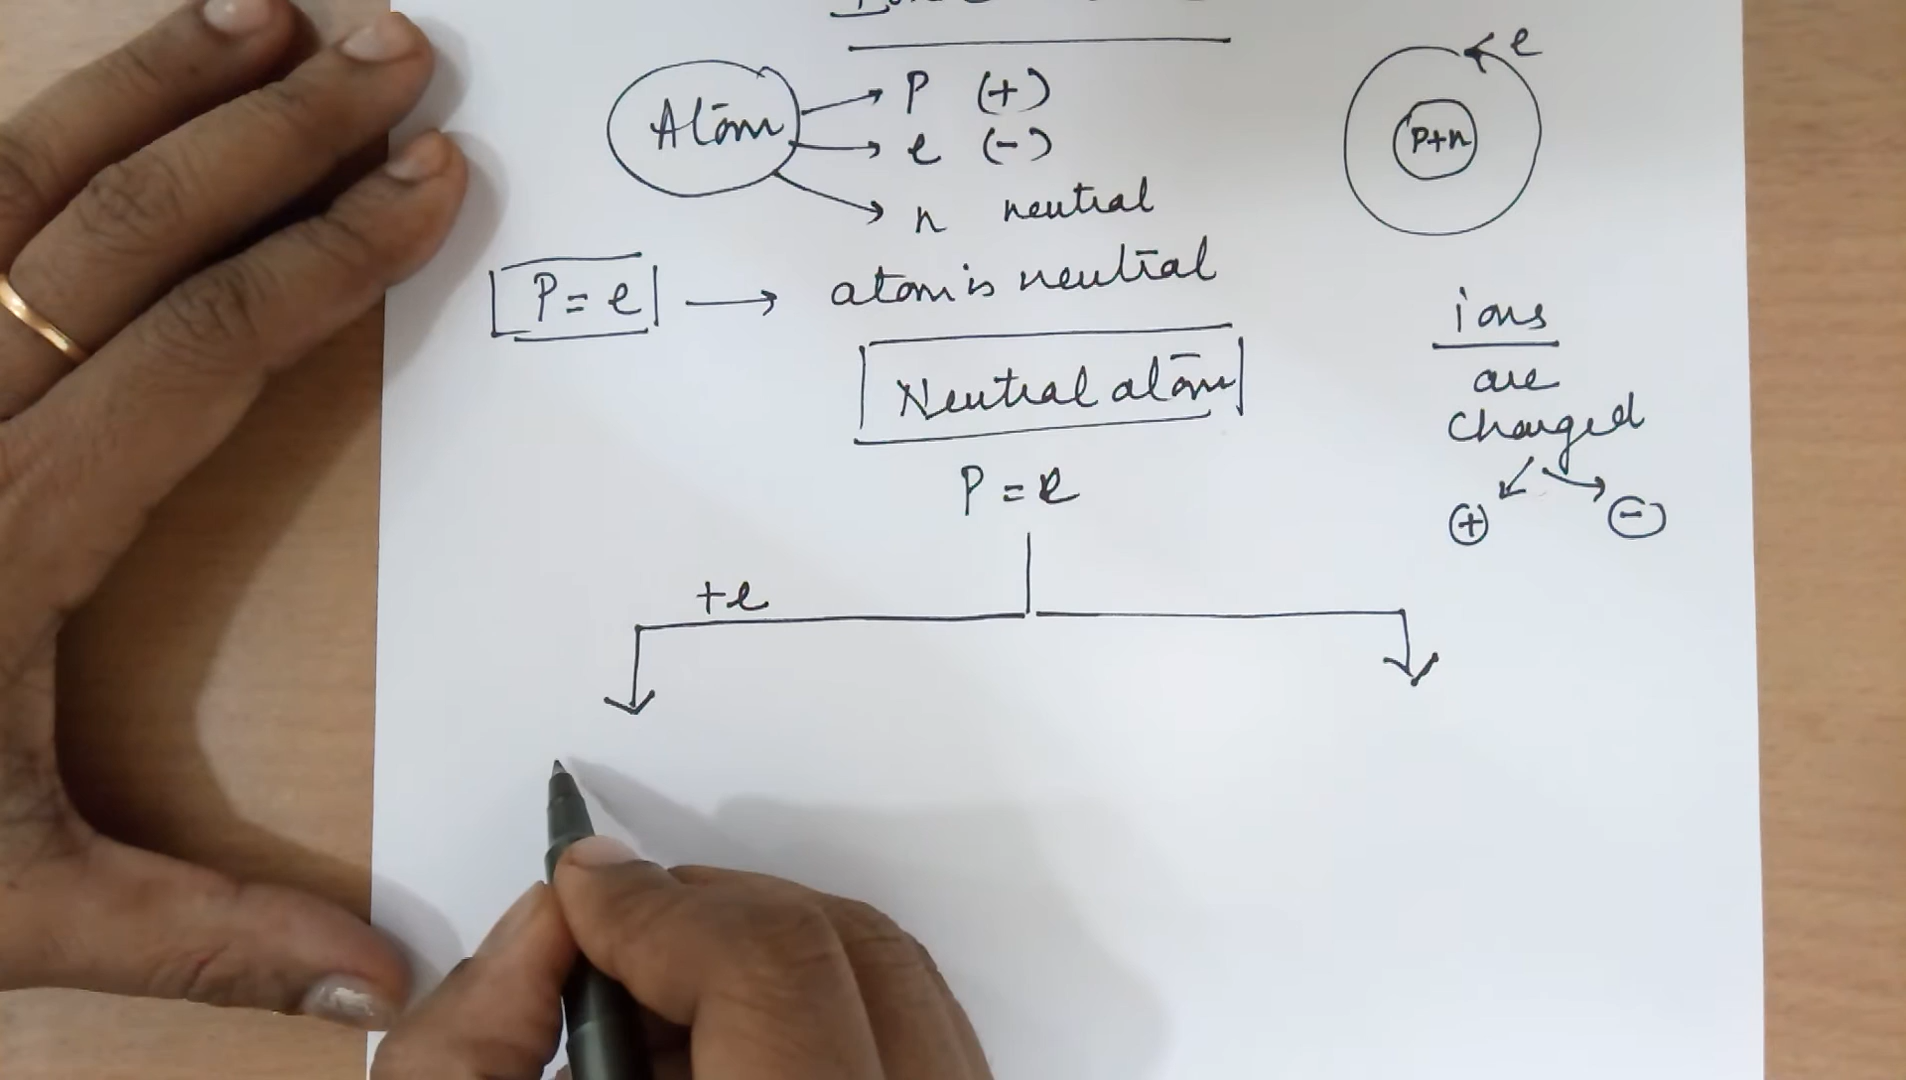 Atom
P (+)
e (-)
n neutral
e
P+n
P = e → atom is neutral
Neutral atom
P = e
ions
are
charged
+ -
+e